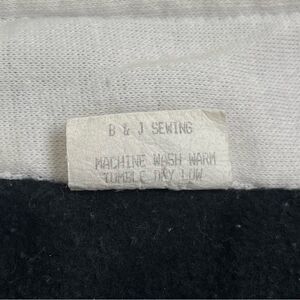 B & J SEWING
MACHINE WASH WARM
TUMBLE DRY LOW